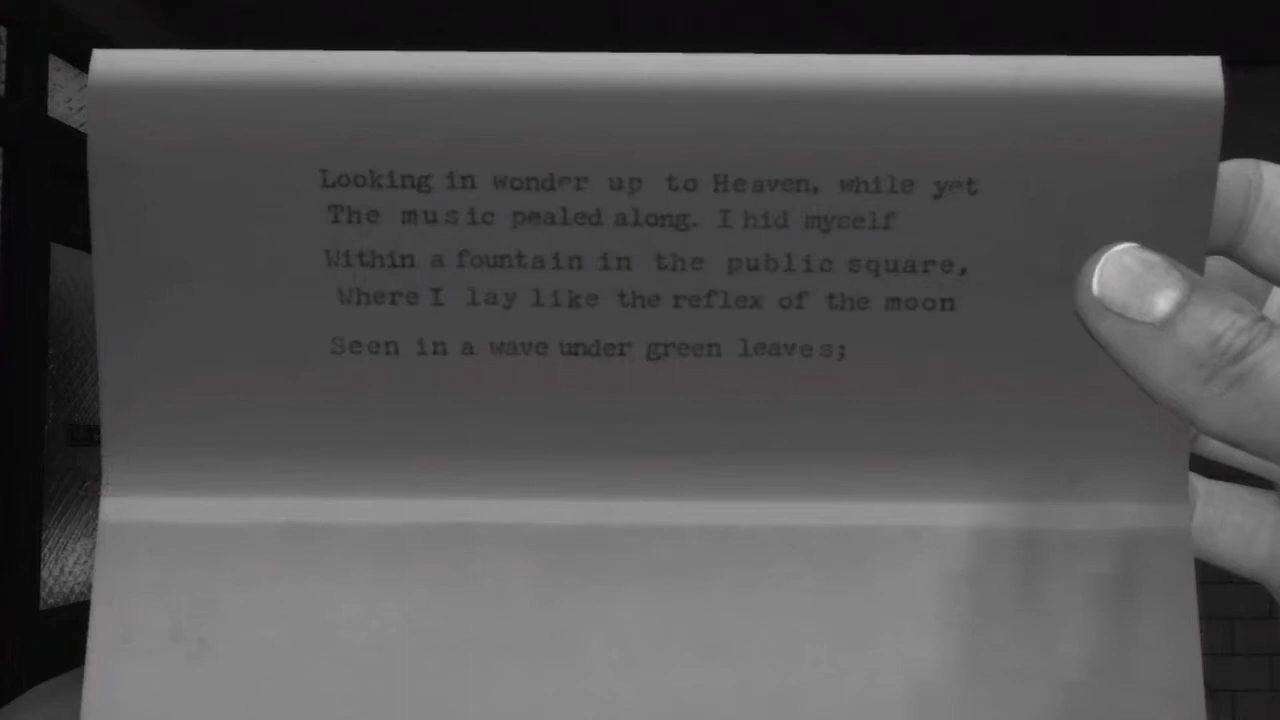 Looking in wonder up to Heaven, while yet
The music pealed along. I hid myself
Within a fountain in the public square,
Where I lay like the reflex of the moon
Seen in a wave under green leaves;